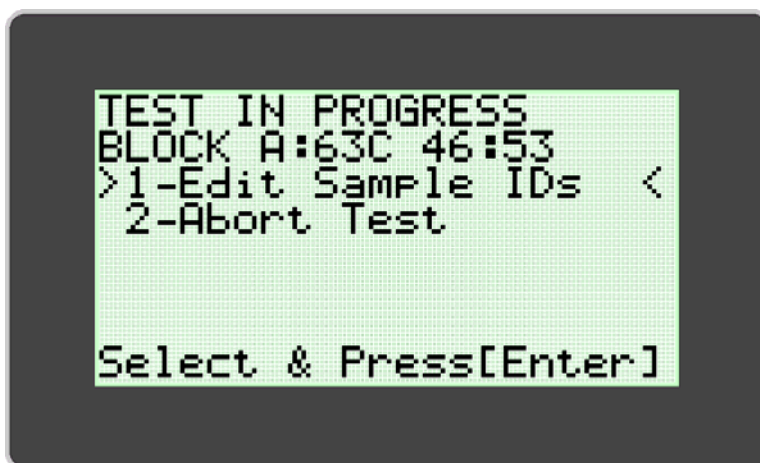 TEST IN PROGRESS
BLOCK A:63C 46:53
>1-Edit Sample IDs <
2-Abort Test
Select & Press[Enter]